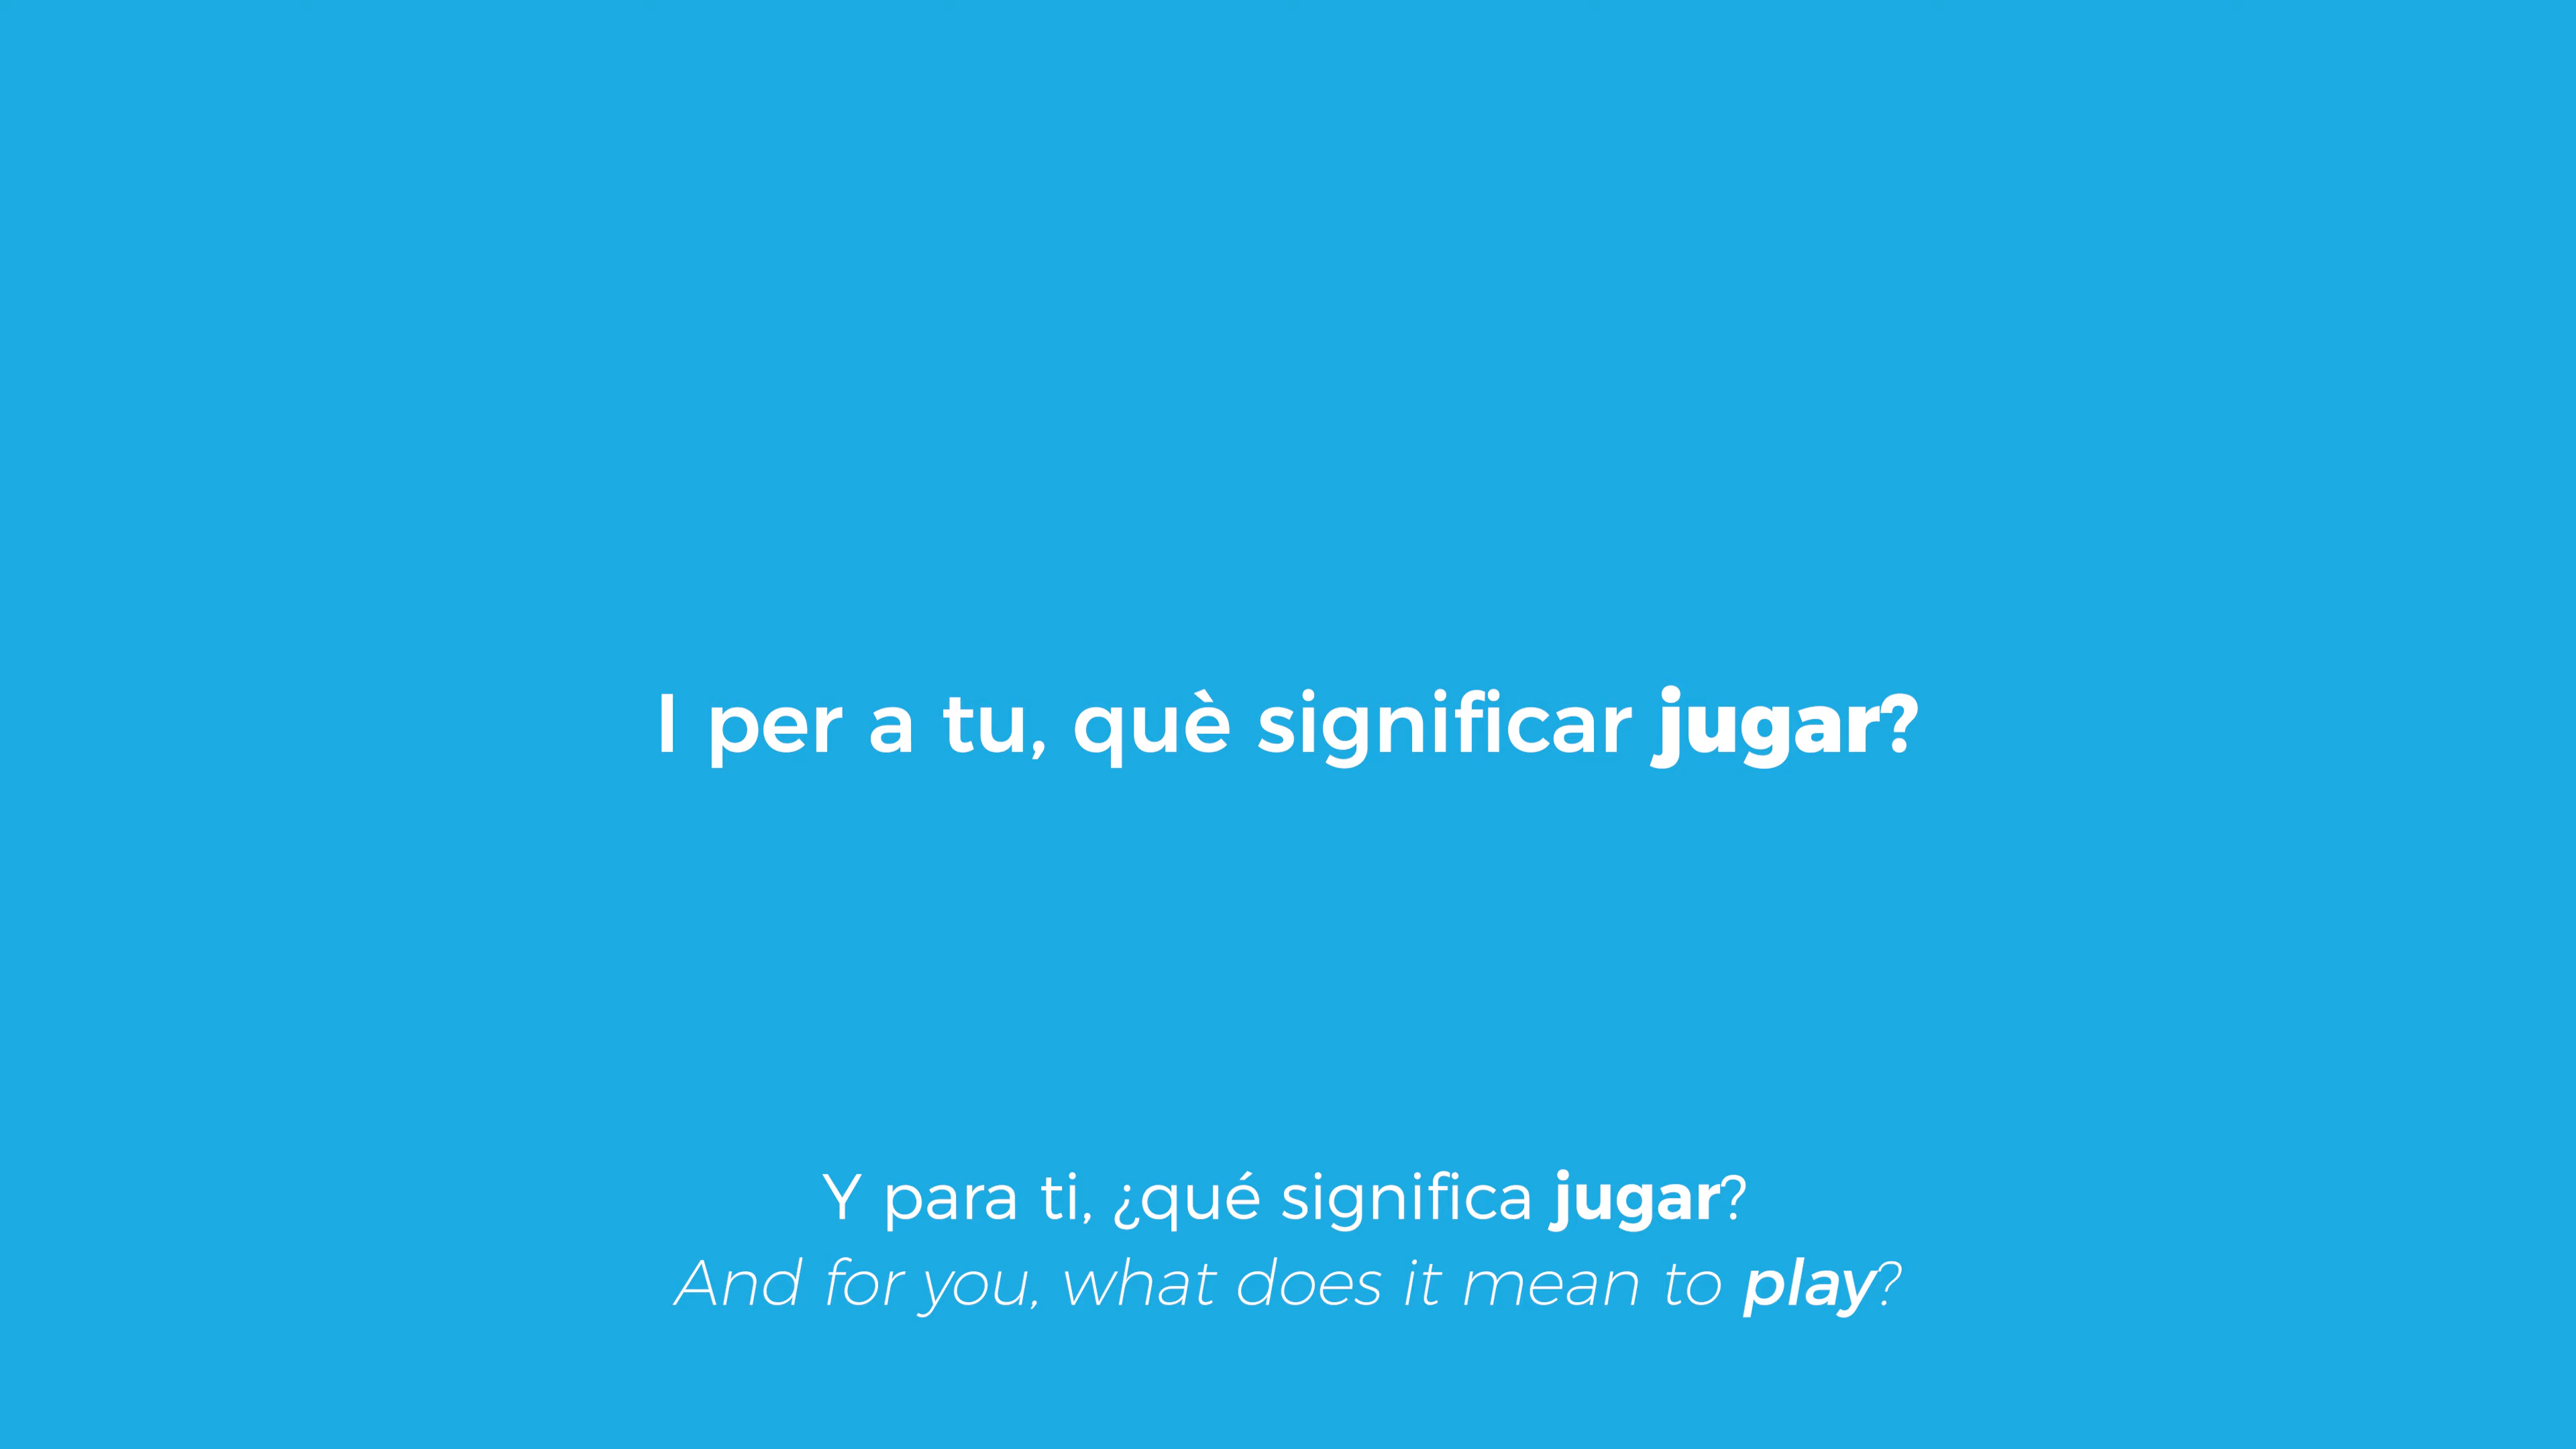 I per a tu, què significar jugar?
Y para ti, ¿qué significa jugar?
And for you, what does it mean to play?